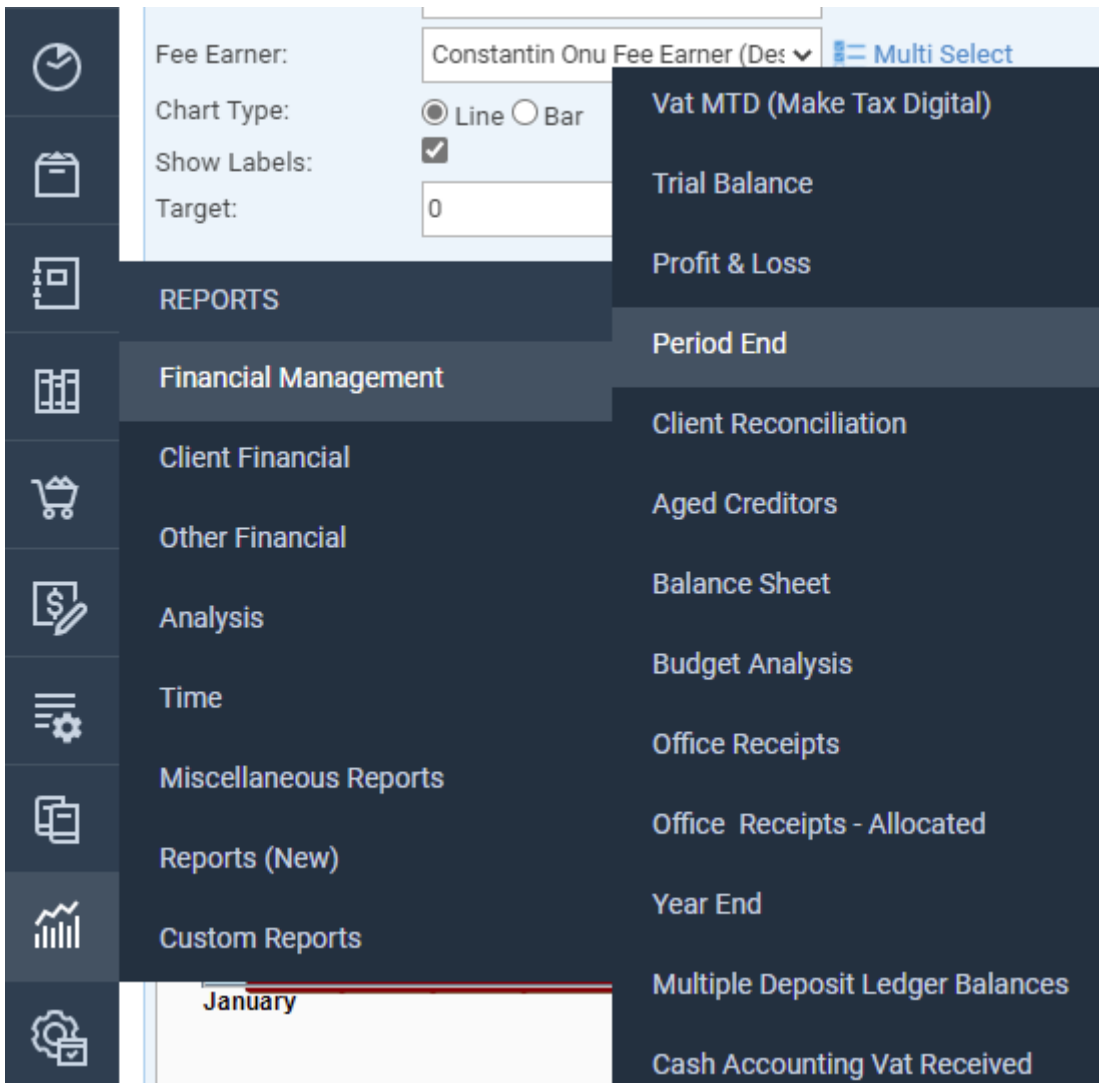 Fee Earner:
Constantin Onu Fee Earner (Des
Multi Select
Chart Type:
Line
Bar
Show Labels:
Target:
0
REPORTS
Financial Management
Client Financial
Other Financial
Analysis
Time
Miscellaneous Reports
Reports (New)
Custom Reports
Vat MTD (Make Tax Digital)
Trial Balance
Profit & Loss
Period End
Client Reconciliation
Aged Creditors
Balance Sheet
Budget Analysis
Office Receipts
Office Receipts - Allocated
Year End
Multiple Deposit Ledger Balances
Cash Accounting Vat Received
January